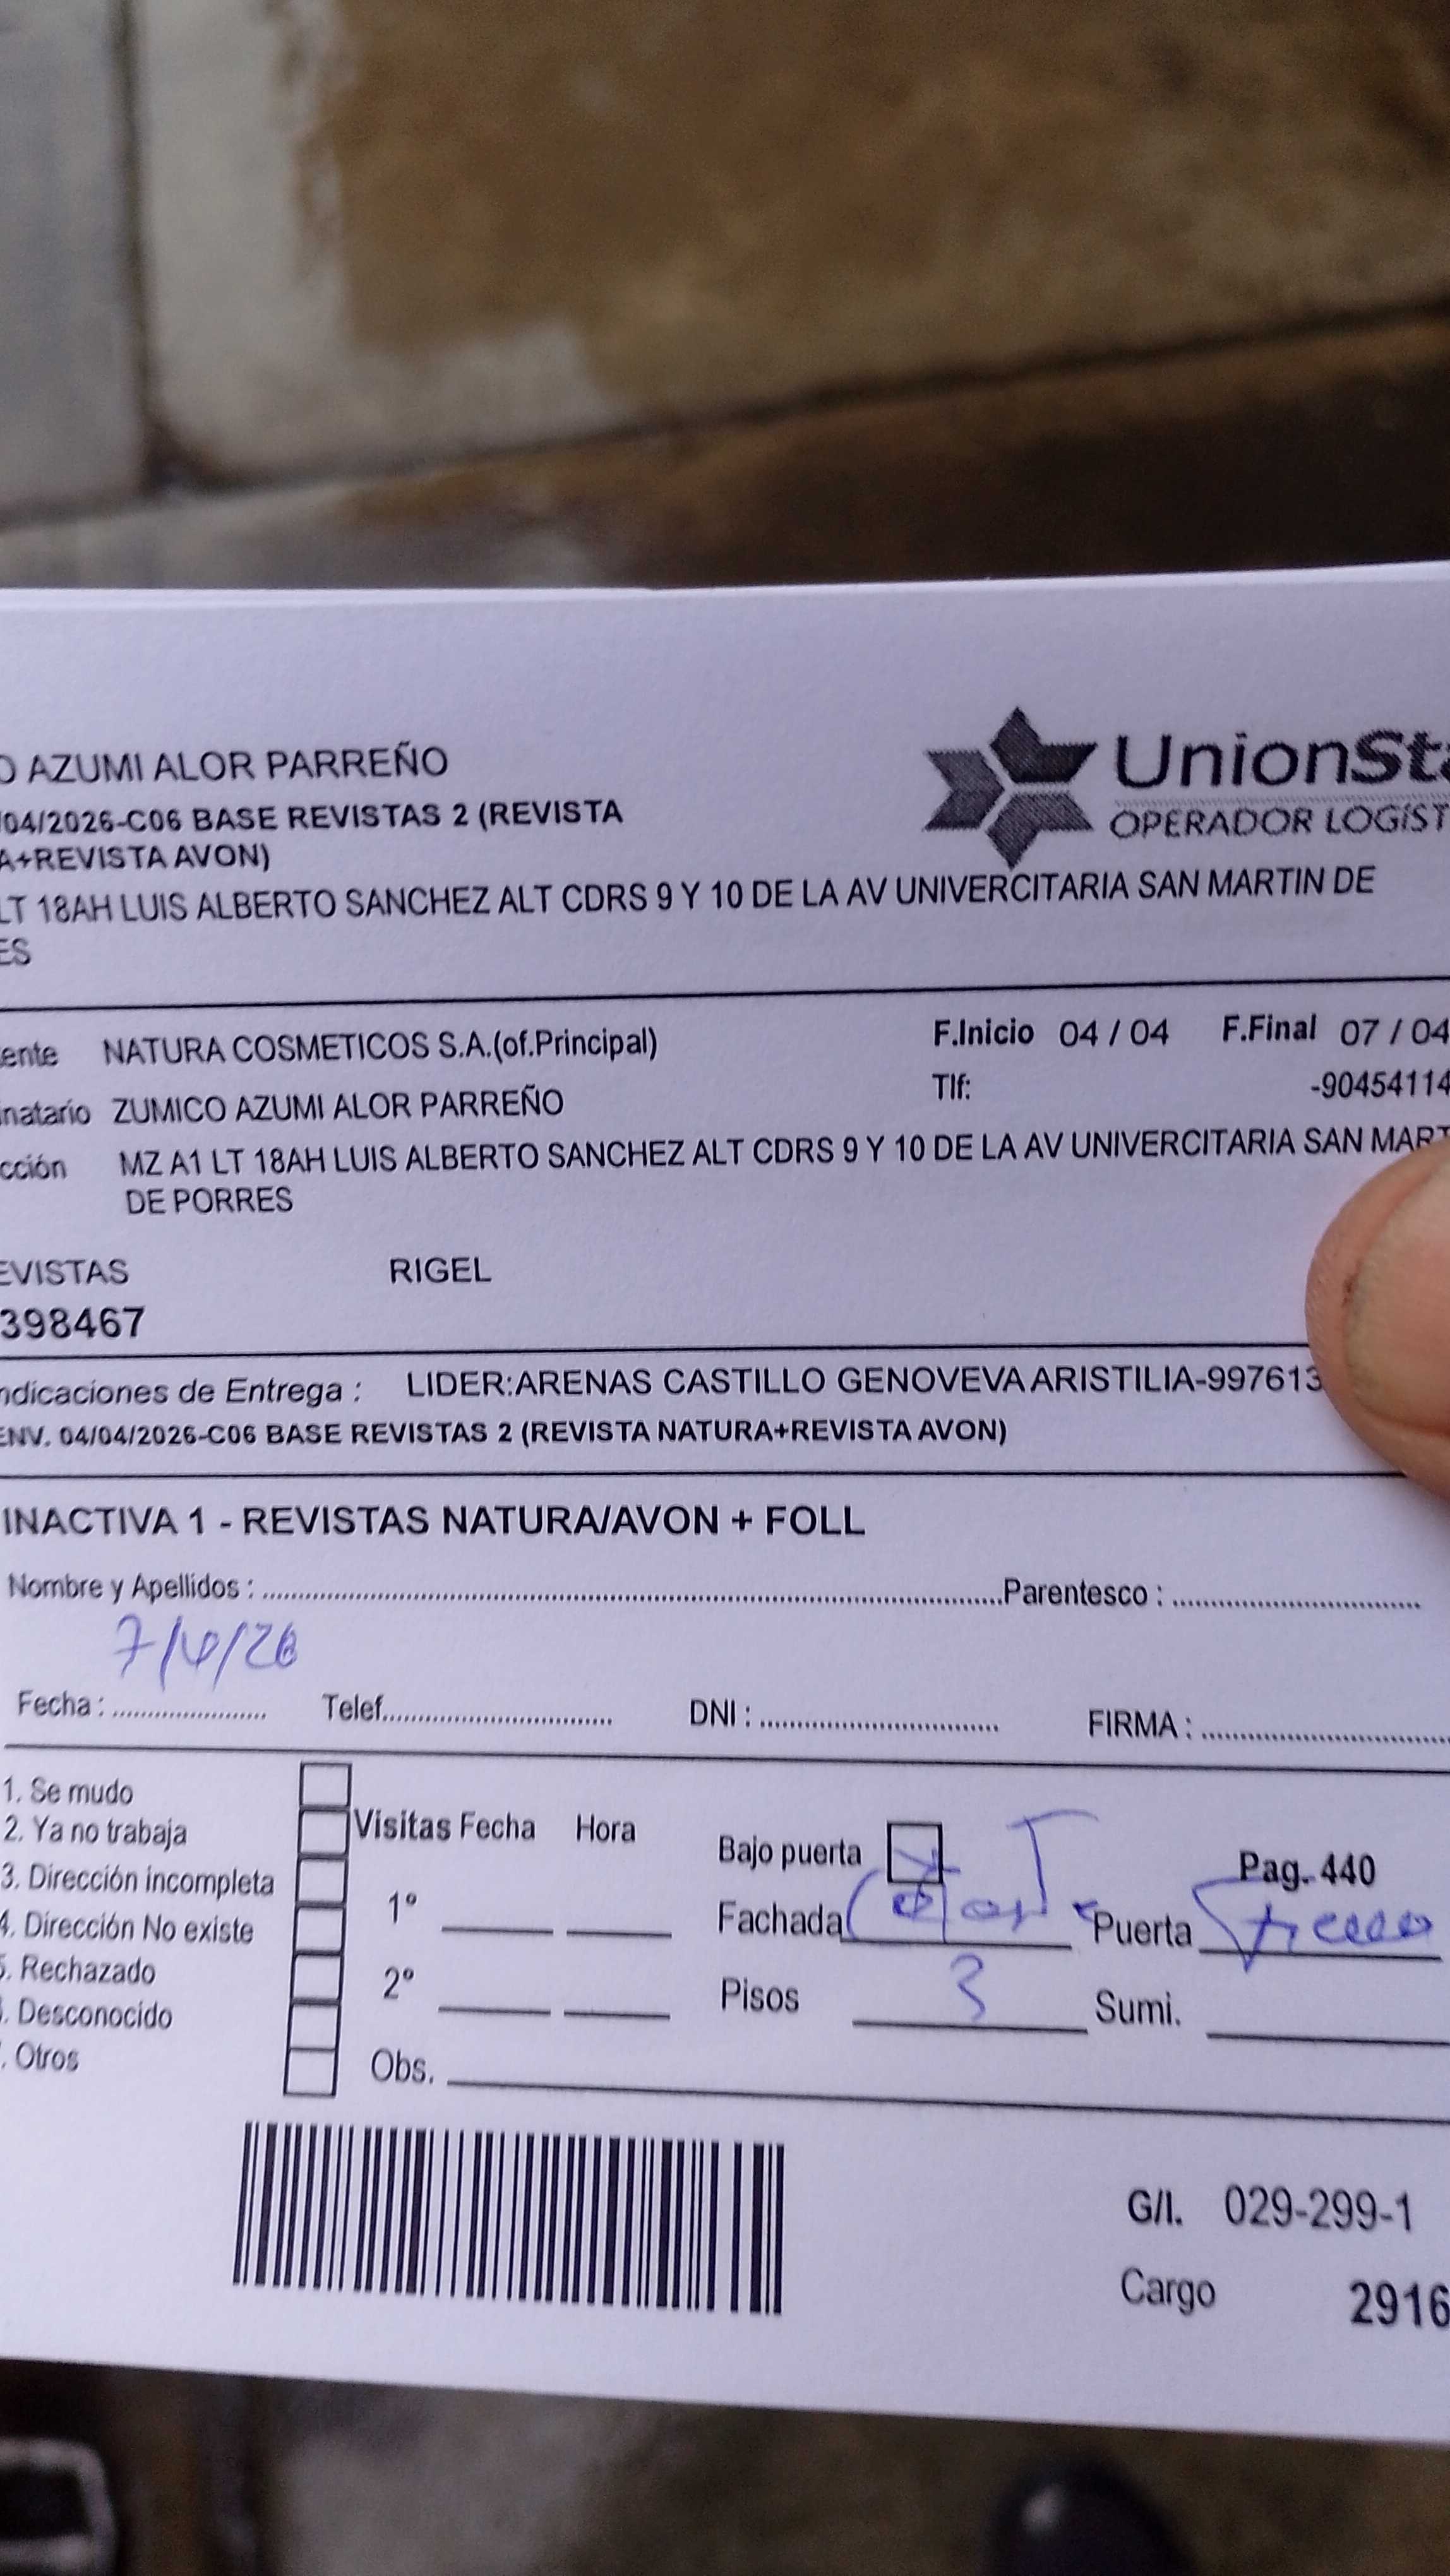 O AZUMI ALOR PARREÑO
UnionSta
/04/2026-C06 BASE REVISTAS 2 (REVISTA
OPERADOR LOGíST
A+REVISTA AVON)
LT 18AH LUIS ALBERTO SANCHEZ ALT CDRS 9 Y 10 DE LA AV UNIVERCITARIA SAN MARTIN DE
ES
ente NATURA COSMETICOS S.A.(of.Principal) F.Inicio 04 / 04 F.Final 07 / 04
inatario ZUMICO AZUMI ALOR PARREÑO Tlf: -90454114
cción MZ A1 LT 18AH LUIS ALBERTO SANCHEZ ALT CDRS 9 Y 10 DE LA AV UNIVERCITARIA SAN MART
DE PORRES
EVISTAS RIGEL
398467
ndicaciones de Entrega : LIDER:ARENAS CASTILLO GENOVEVA ARISTILIA-997613
ENV. 04/04/2026-C06 BASE REVISTAS 2 (REVISTA NATURA+REVISTA AVON)
INACTIVA 1 - REVISTAS NATURA/AVON + FOLL
Nombre y Apellidos : Parentesco :
7/4/26
Fecha : Telef. DNI : FIRMA :
1. Se mudo
2. Ya no trabaja
3. Dirección incompleta
4. Dirección No existe
. Rechazado
. Desconocido
. Otros
Visitas Fecha Hora
1º
2º
Obs.
Bajo puerta
Pag. 440
Fachada Puerta
Pisos 3 Sumi.
G/I. 029-299-1
Cargo 2916